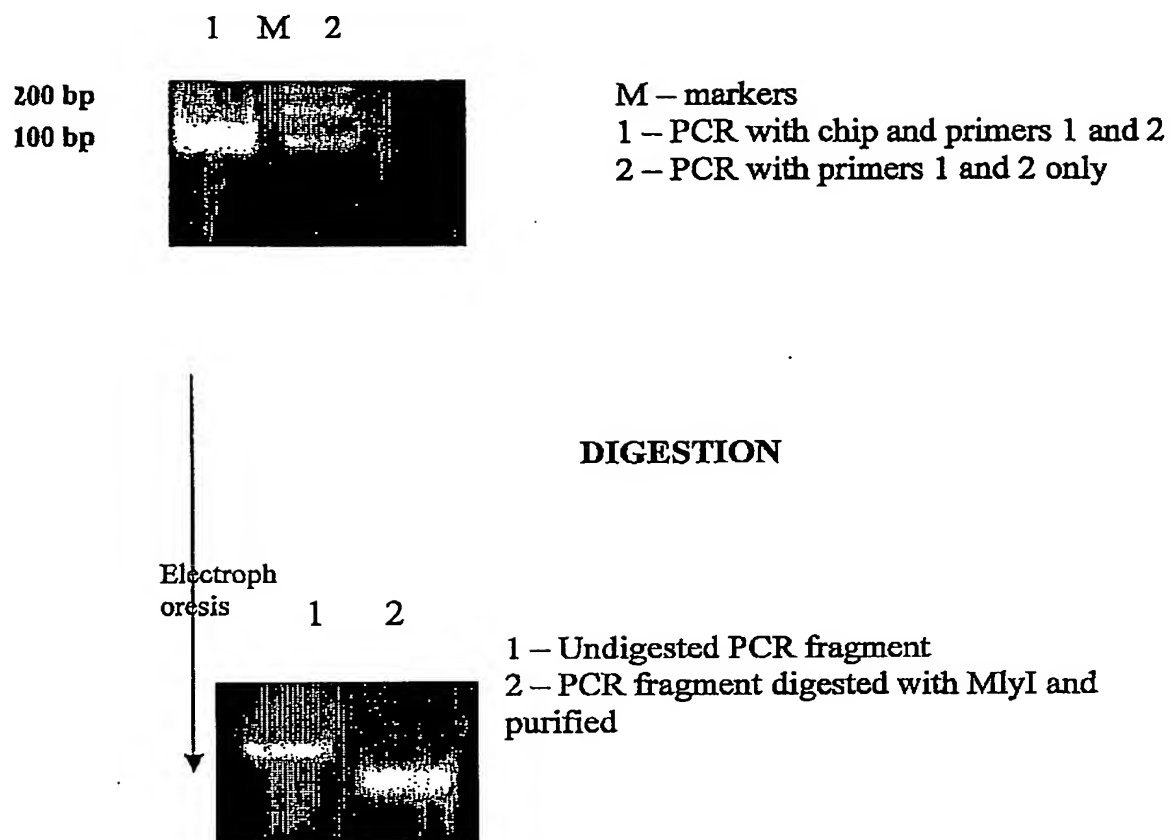 1 M 2
200 bp
100 bp
M – markers
1 – PCR with chip and primers 1 and 2
2 – PCR with primers 1 and 2 only
DIGESTION
Electroph
oresis
1 2
1 – Undigested PCR fragment
2 – PCR fragment digested with MlyI and
purified